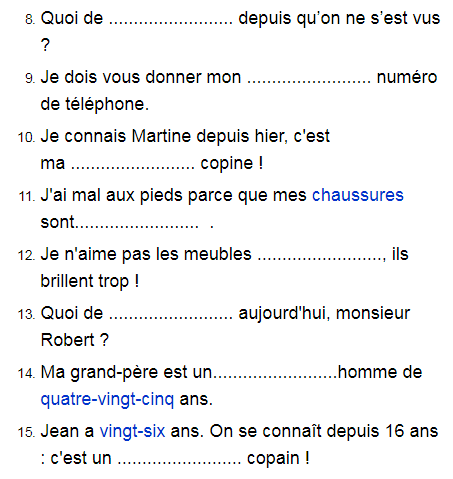 8. Quoi de ......................... depuis qu'on ne s'est vus
?
9. Je dois vous donner mon ......................... numéro
de téléphone.
10. Je connais Martine depuis hier, c'est
ma ......................... copine !
11. J'ai mal aux pieds parce que mes chaussures
sont......................... .
12. Je n'aime pas les meubles ........................., ils
brillent trop !
13. Quoi de ......................... aujourd'hui, monsieur
Robert ?
14. Ma grand-père est un.........................homme de
quatre-vingt-cinq ans.
15. Jean a vingt-six ans. On se connaît depuis 16 ans
: c'est un ......................... copain !